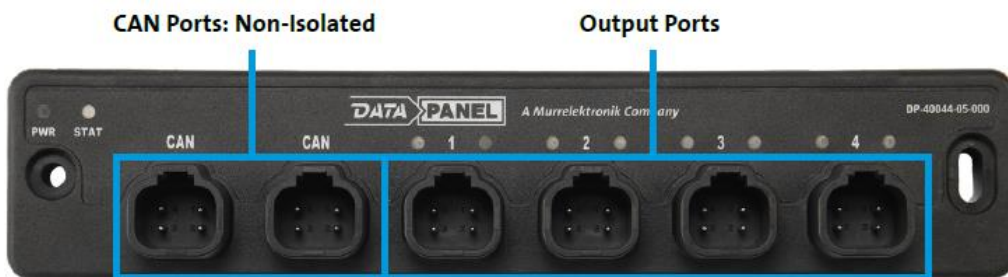 CAN Ports: Non-Isolated
Output Ports
DATA PANEL
A Murrelektronik Company
DP-40044-05-000
PWR
STAT
CAN
CAN
1
2
3
4